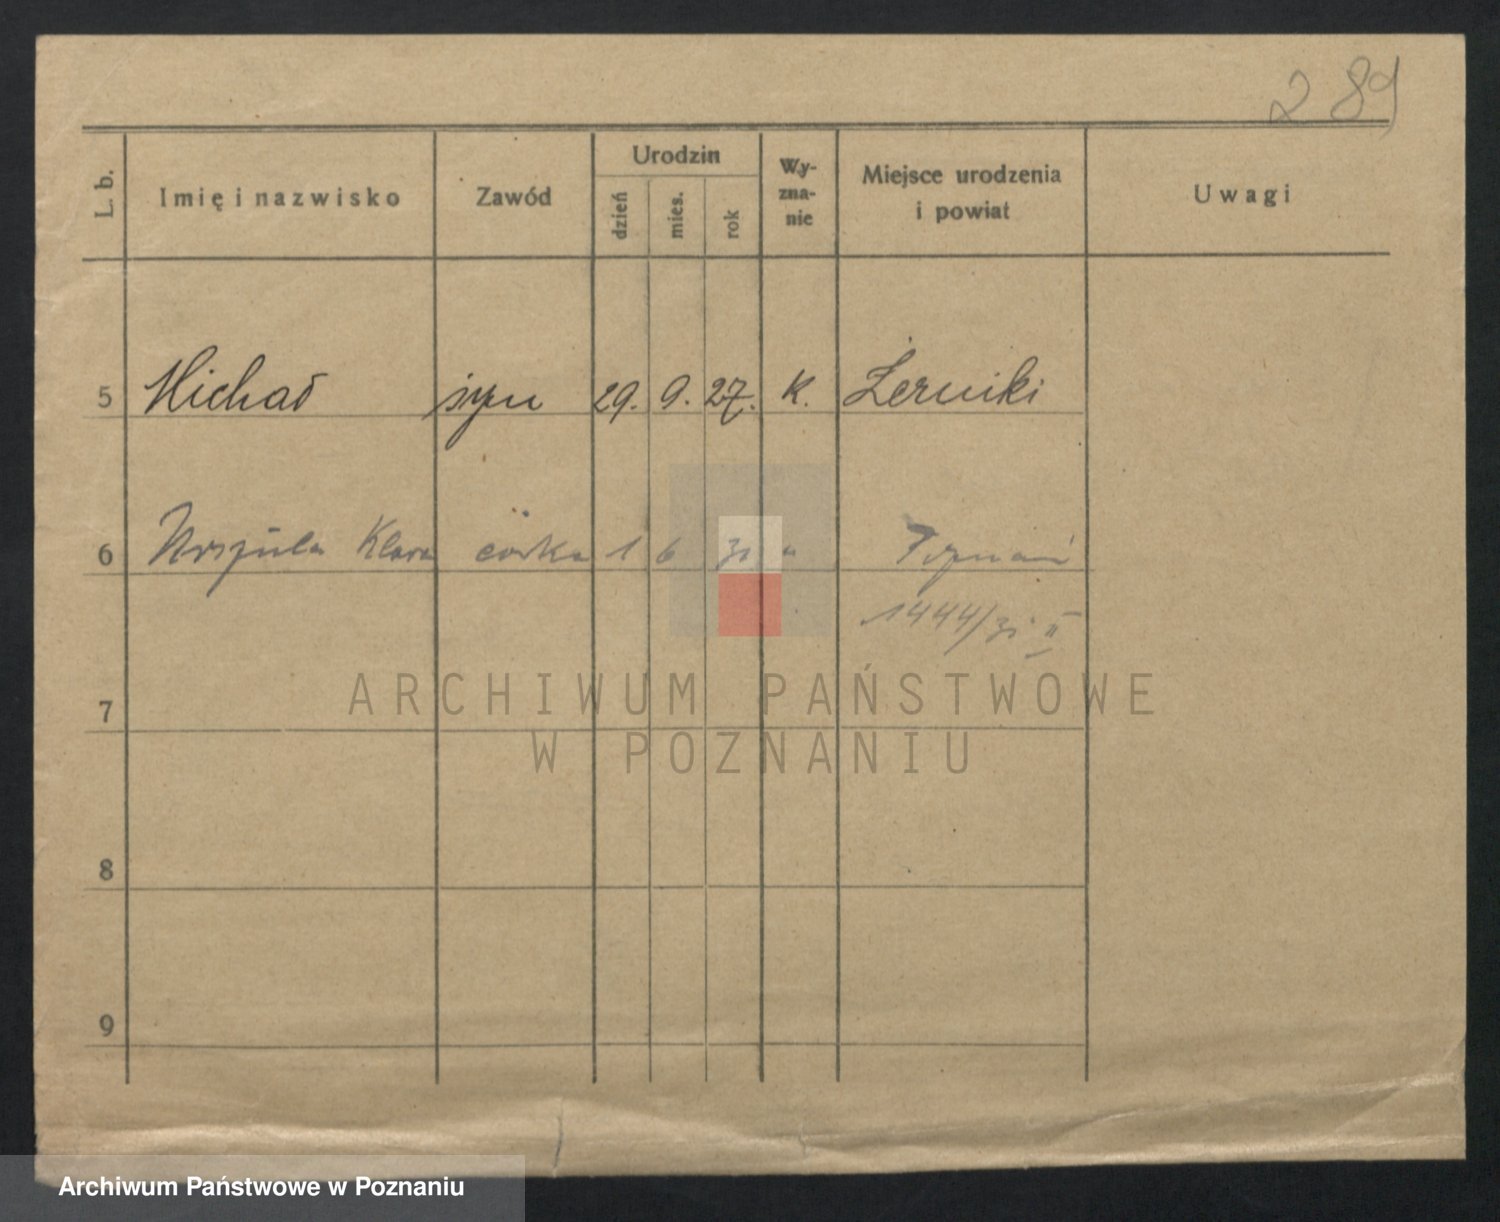 289
L. b. Imię i nazwisko Zawód Urodzin dzień mies. rok Wy-zna-nie Miejsce urodzenia i powiat Uwagi
5 Michał syn 29. 9. 27. K. Żerniki
6 Urszula Klara córka 1 6 31 " Poznań
1444/31 II
7
8
9
ARCHIWUM PAŃSTWOWE
W POZNANIU
Archiwum Państwowe w Poznaniu